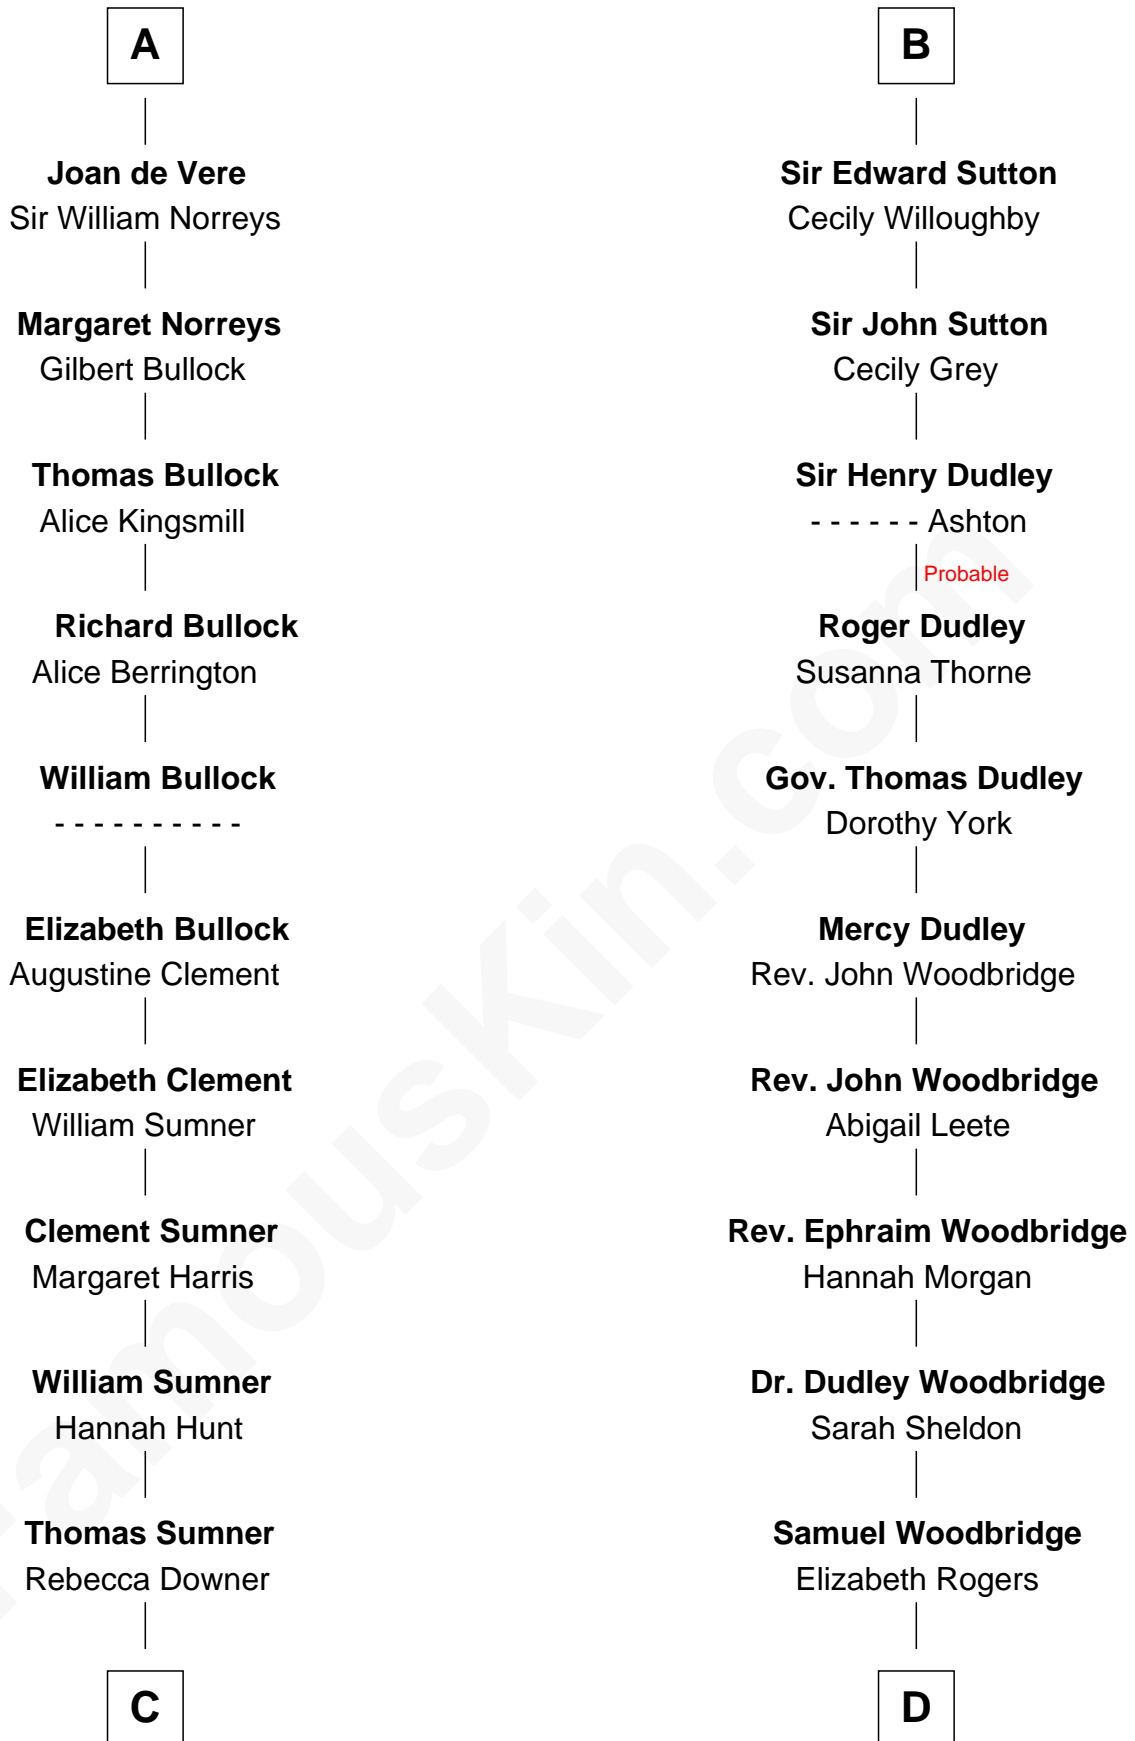 A
Joan de Vere
Sir William Norreys
Margaret Norreys
Gilbert Bullock
Thomas Bullock
Alice Kingsmill
Richard Bullock
Alice Berrington
William Bullock
- - - - - - - - - -
Elizabeth Bullock
Augustine Clement
Elizabeth Clement
William Sumner
Clement Sumner
Margaret Harris
William Sumner
Hannah Hunt
Thomas Sumner
Rebecca Downer
C
B
Sir Edward Sutton
Cecily Willoughby
Sir John Sutton
Cecily Grey
Sir Henry Dudley
- - - - - - Ashton
Probable
Roger Dudley
Susanna Thorne
Gov. Thomas Dudley
Dorothy York
Mercy Dudley
Rev. John Woodbridge
Rev. John Woodbridge
Abigail Leete
Rev. Ephraim Woodbridge
Hannah Morgan
Dr. Dudley Woodbridge
Sarah Sheldon
Samuel Woodbridge
Elizabeth Rogers
D
FamousKin.com